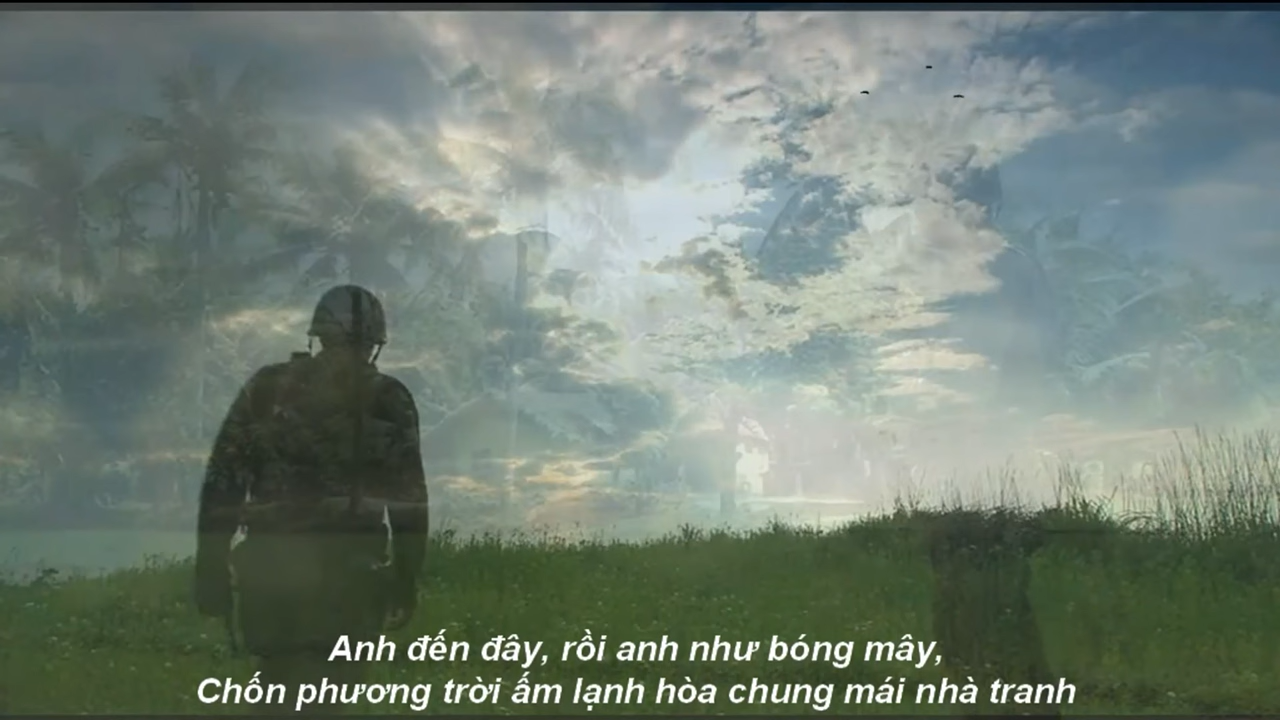 Anh đến đây, rồi anh như bóng mây,
Chốn phương trời ấm lạnh hòa chung mái nhà tranh